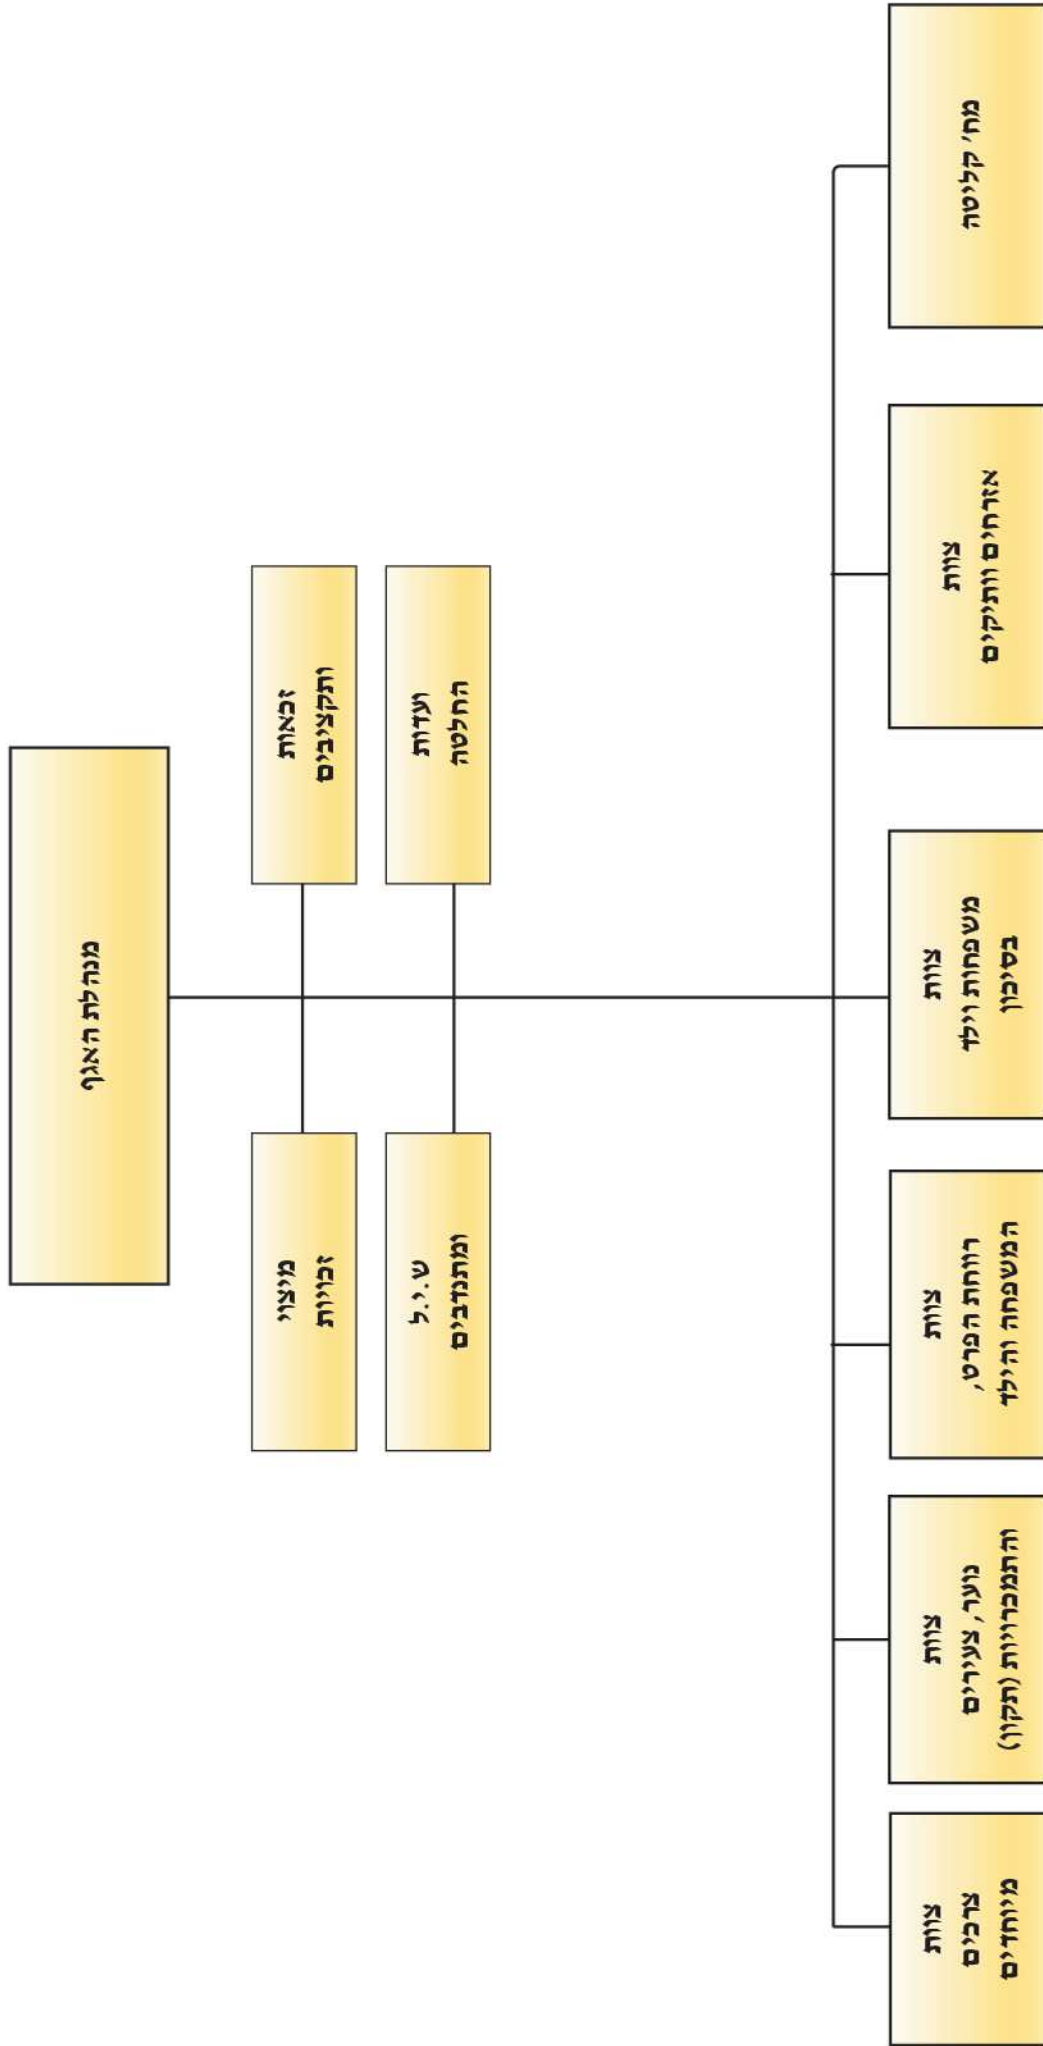 מנהלת האגף
זכאות
ותקציבים
מיצוי
זכויות
ועדות
החלטה
ש.י.ל
ומתנדבים
מח' קליטה
צוות
אזרחים וותיקים
צוות
משפחות וילד
בסיכון
צוות
רווחת הפרט,
המשפחה והילד
צוות
נוער, צעירים
והתמכרויות (תקון)
צוות
צרכים
מיוחדים